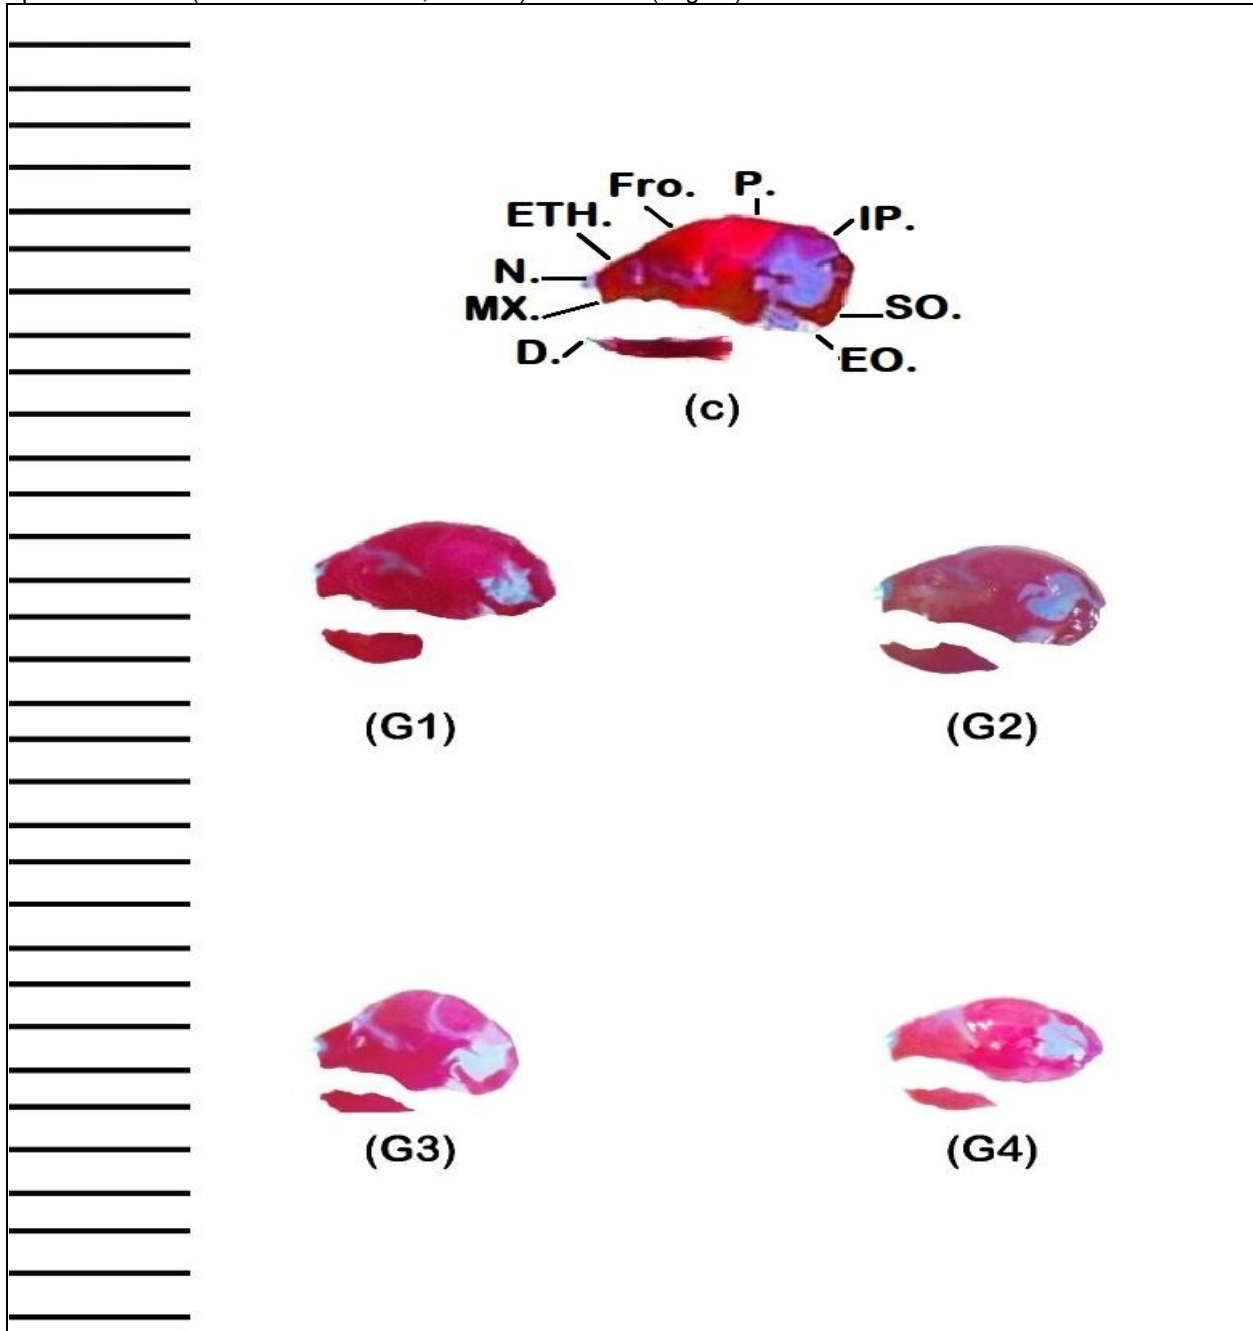 Fro. P.
ETH. IP.
N.
MX. SO.
D. EO.
(c)
(G1) (G2)
(G3) (G4)